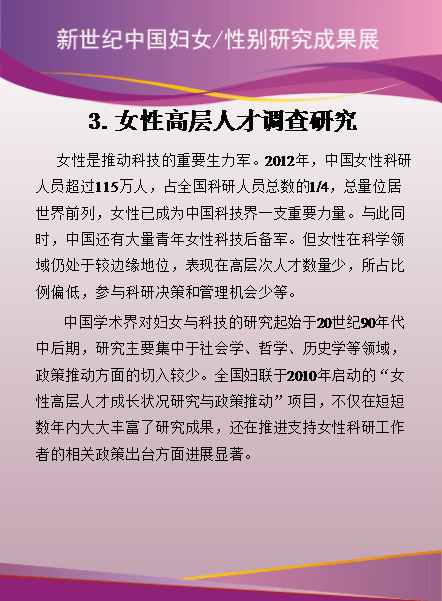 新世纪中国妇女/性别研究成果展
3. 女性高层人才调查研究
女性是推动科技的重要生力军。2012年，中国女性科研
人员超过115万人，占全国科研人员总数的1/4，总量位居
世界前列，女性已成为中国科技界一支重要力量。与此同
时，中国还有大量青年女性科技后备军。但女性在科学领
域仍处于较边缘地位，表现在高层次人才数量少，所占比
例偏低，参与科研决策和管理机会少等。
中国学术界对妇女与科技的研究起始于20世纪90年代
中后期，研究主要集中于社会学、哲学、历史学等领域，
政策推动方面的切入较少。全国妇联于2010年启动的“女
性高层人才成长状况研究与政策推动”项目，不仅在短短
数年内大大丰富了研究成果，还在推进支持女性科研工作
者的相关政策出台方面进展显著。